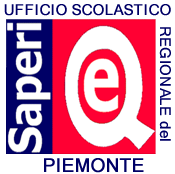 UFFICIO SCOLASTICO
REGIONALE del
PIEMONTE
Saperi
e
Q